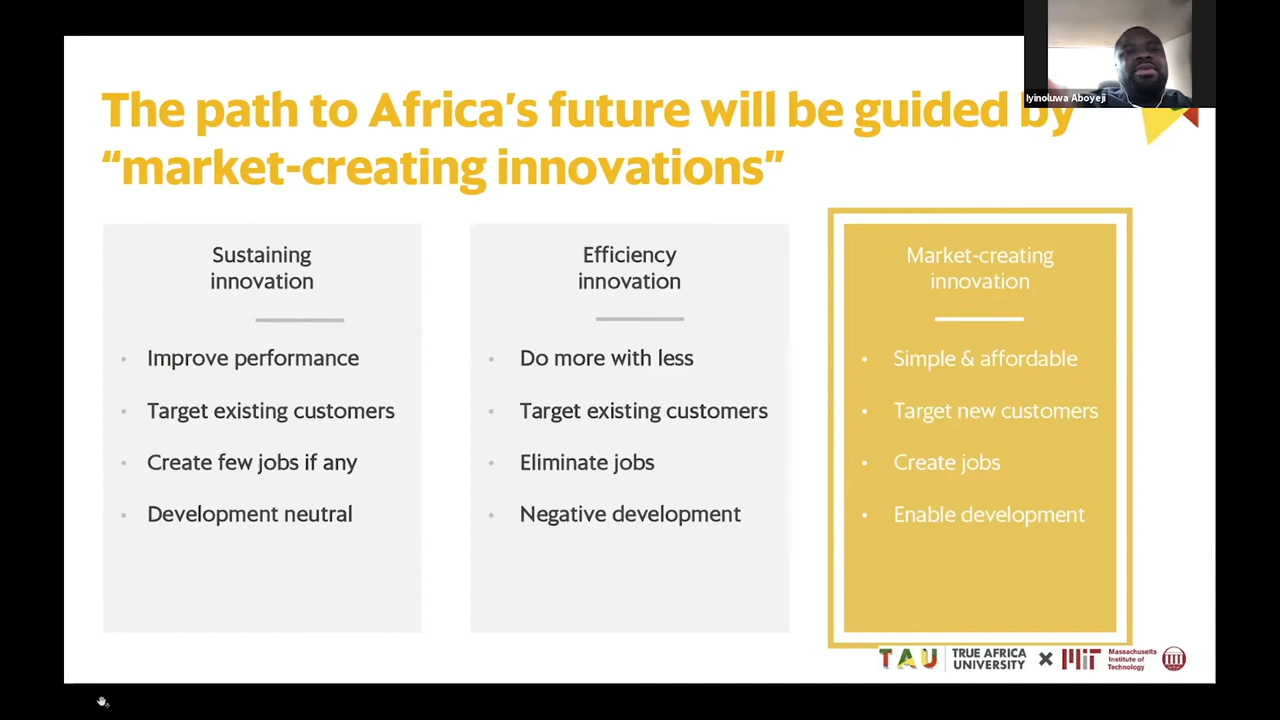 Iyinoluwa Aboyeji
The path to Africa's future will be guided by
“market-creating innovations”
Sustaining
innovation
• Improve performance
• Target existing customers
• Create few jobs if any
• Development neutral
Efficiency
innovation
• Do more with less
• Target existing customers
• Eliminate jobs
• Negative development
Market-creating
innovation
• Simple & affordable
• Target new customers
• Create jobs
• Enable development
TAU
TRUE AFRICA
UNIVERSITY
×
MIT
Massachusetts
Institute of
Technology